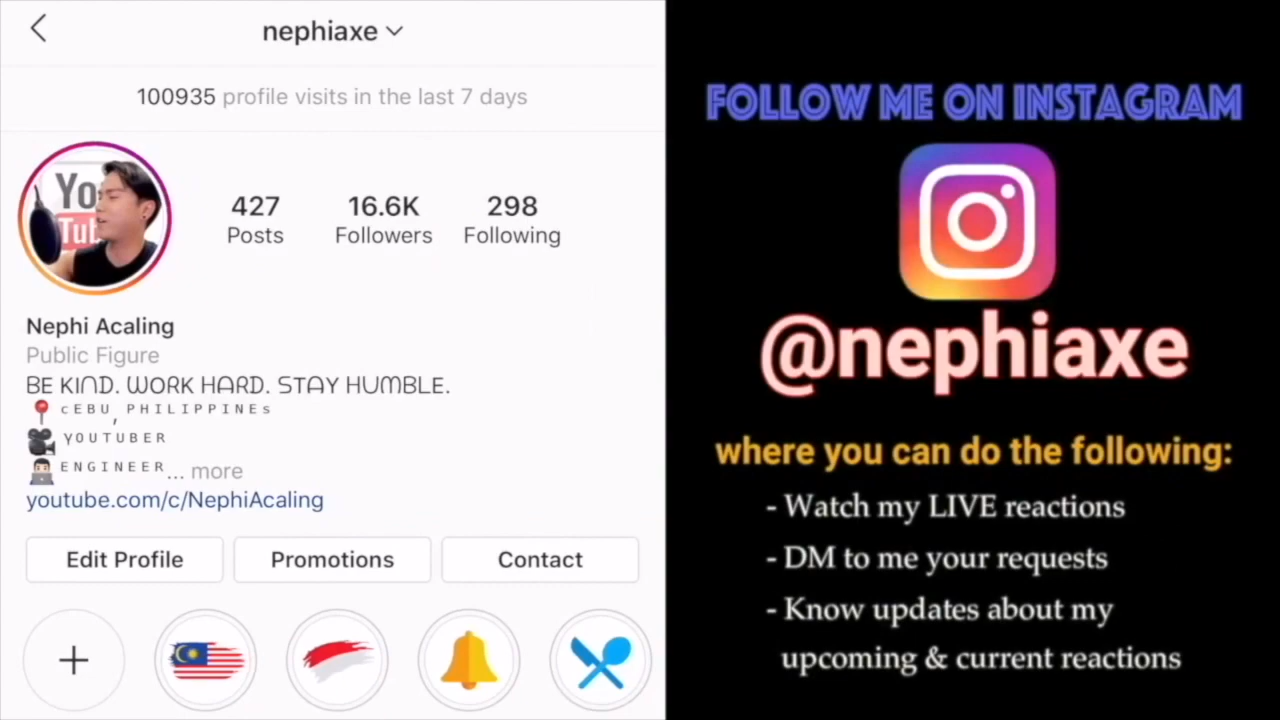 nephiaxe
100935 profile visits in the last 7 days
You
Tub
427 16.6K 298
Posts Followers Following
Nephi Acaling
Public Figure
BE KIND. WORK HARD. STAY HUMBLE.
📍 ᶜᴱᴮᵁ, ᴾᴴᴵᴸᴵᴾᴾᴵᴺᴱˢ
🎥 ʸᴼᵁᵀᵁᴮᴱᴿ
👨🏻‍💻 ᴱᴺᴳᴵᴺᴱᴱᴿ... more
youtube.com/c/NephiAcaling
Edit Profile Promotions Contact
FOLLOW ME ON INSTAGRAM
@nephiaxe
where you can do the following:
- Watch my LIVE reactions
- DM to me your requests
- Know updates about my
upcoming & current reactions